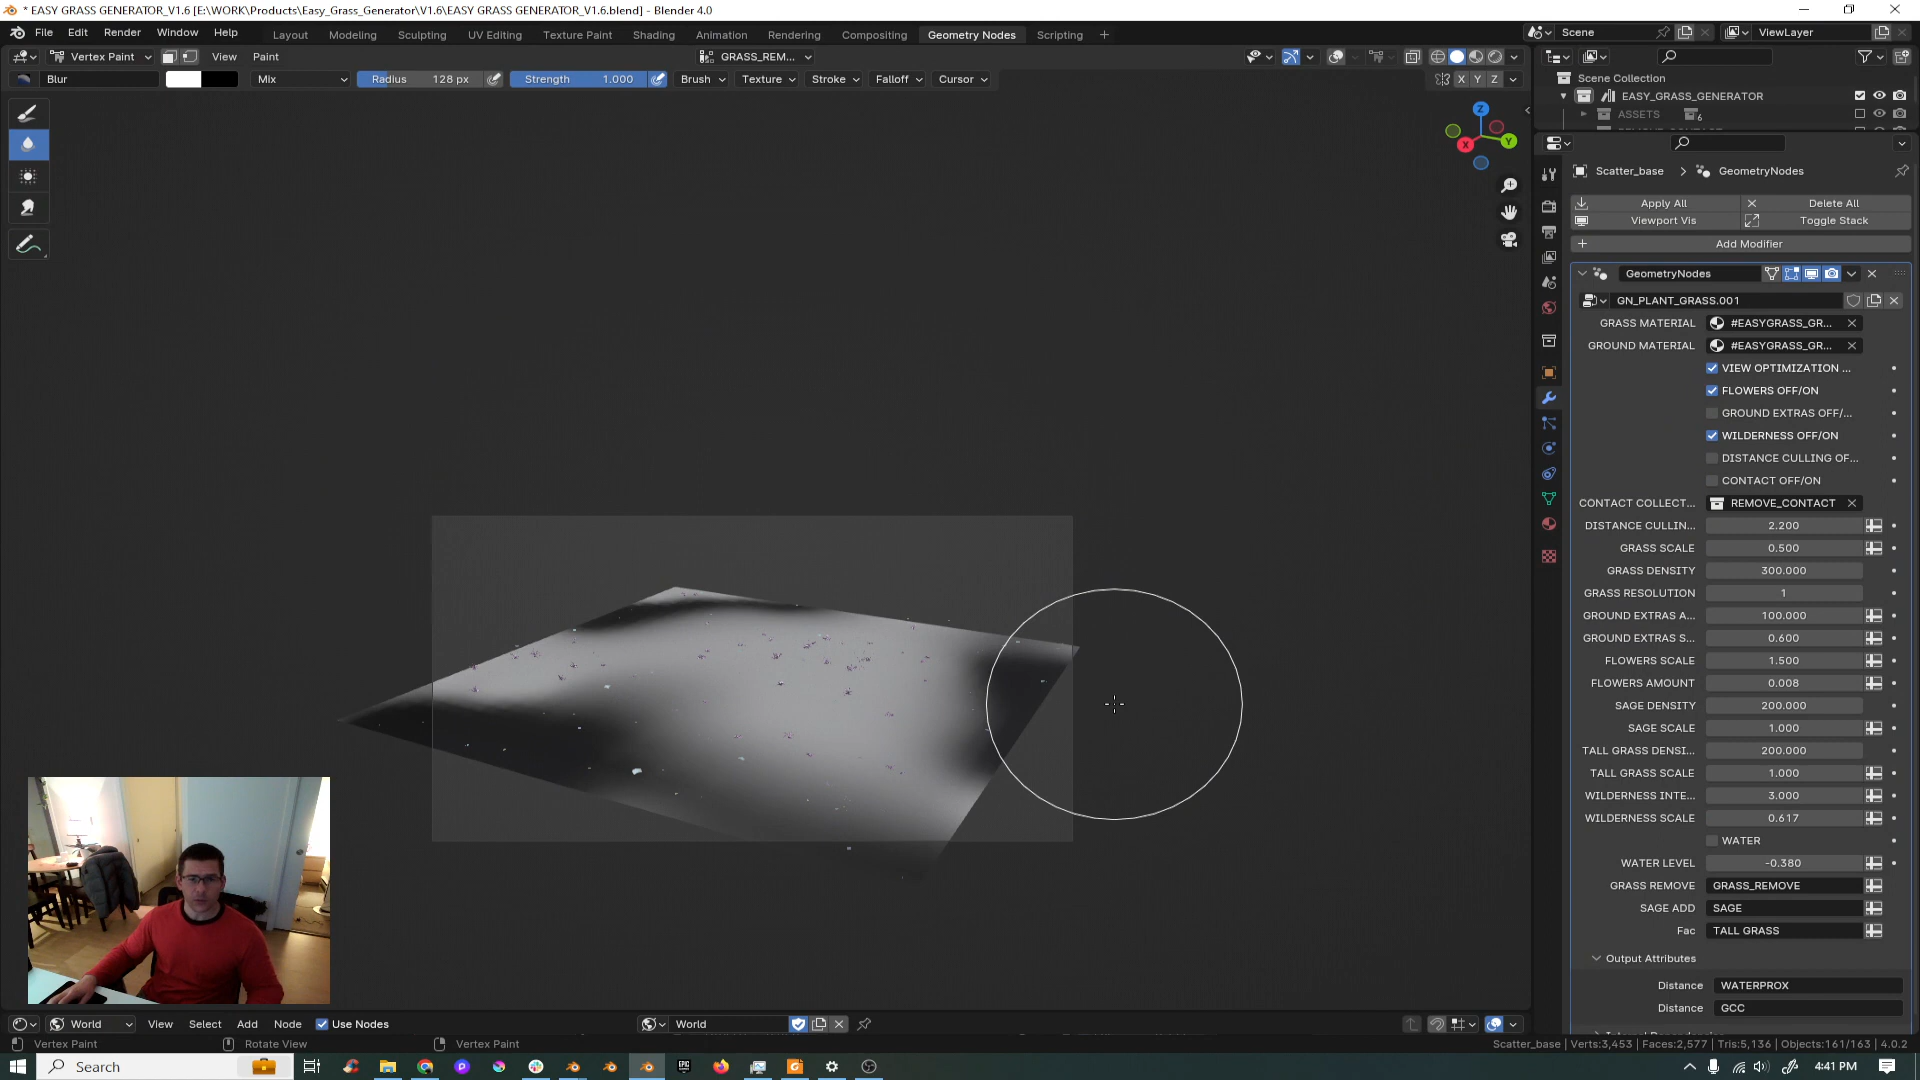 * EASY GRASS GENERATOR_V1.6 [E:\WORK\Products\Easy_Grass_Generator\V1.6\EASY GRASS GENERATOR_V1.6.blend] - Blender 4.0
File Edit Render Window Help Layout Modeling Sculpting UV Editing Texture Paint Shading Animation Rendering Compositing Geometry Nodes Scripting + Scene ViewLayer
Vertex Paint View Paint GRASS_REM...
Blur Mix Radius 128 px Strength 1.000 Brush Texture Stroke Falloff Cursor X Y Z
Scene Collection
EASY_GRASS_GENERATOR
ASSETS 6
Z
Y
X
Scatter_base > GeometryNodes
Apply All Delete All
Viewport Vis Toggle Stack
Add Modifier
GeometryNodes
GN_PLANT_GRASS.001
GRASS MATERIAL #EASYGRASS_GR...
GROUND MATERIAL #EASYGRASS_GR...
VIEW OPTIMIZATION ...
FLOWERS OFF/ON
GROUND EXTRAS OFF/...
WILDERNESS OFF/ON
DISTANCE CULLING OF...
CONTACT OFF/ON
CONTACT COLLECT... REMOVE_CONTACT
DISTANCE CULLIN... 2.200
GRASS SCALE 0.500
GRASS DENSITY 300.000
GRASS RESOLUTION 1
GROUND EXTRAS A... 100.000
GROUND EXTRAS S... 0.600
FLOWERS SCALE 1.500
FLOWERS AMOUNT 0.008
SAGE DENSITY 200.000
SAGE SCALE 1.000
TALL GRASS DENSI... 200.000
TALL GRASS SCALE 1.000
WILDERNESS INTE... 3.000
WILDERNESS SCALE 0.617
WATER
WATER LEVEL -0.380
GRASS REMOVE GRASS_REMOVE
SAGE ADD SAGE
Fac TALL GRASS
Output Attributes
Distance WATERPROX
Distance GCC
World View Select Add Node Use Nodes World
Vertex Paint Rotate View Vertex Paint Scatter_base | Verts:3,453 | Faces:2,577 | Tris:5,136 | Objects:161/163 | 4.0.2
Search EPIC 4:41 PM